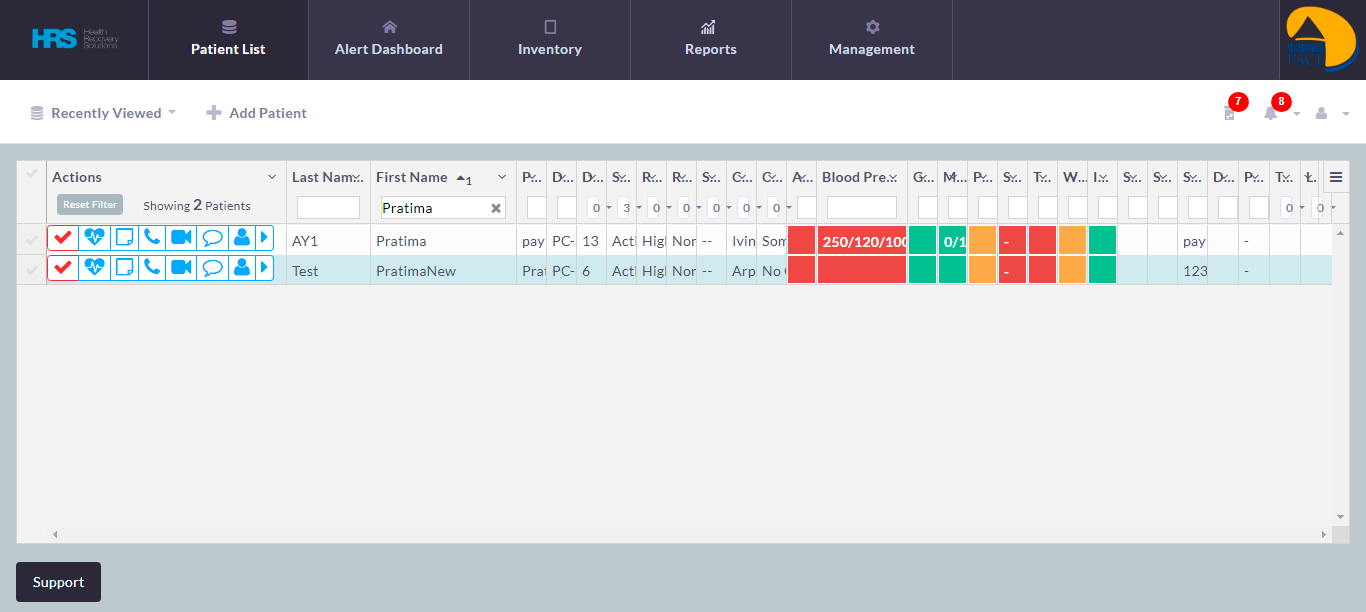 HRS Health Recovery Solutions
Patient List
Alert Dashboard
Inventory
Reports
Management
PACT
Recently Viewed
Add Patient
7
8
Actions
Last Nam...
First Name 1
P...
D...
D...
S...
R...
R...
S...
C...
C...
A...
Blood Pre...
G...
M...
P...
S...
T...
W...
I...
S...
S...
S...
D...
P...
T...
L
Reset Filter
Showing 2 Patients
Pratima
0 3 0 0 0 0 0 0 0
AY1 Pratima pay PC- 13 Acti High Nor -- Ivin Som 250/120/100 0/1 - pay -
Test PratimaNew Prat PC- 6 Acti High Nor -- Arp No - 123 -
Support